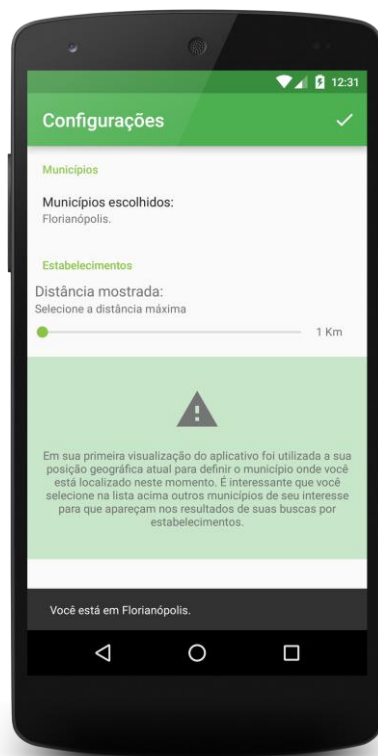 12:31
Configurações
Municípios
Municípios escolhidos:
Florianópolis.
Estabelecimentos
Distância mostrada:
Selecione a distância máxima
1 Km
Em sua primeira visualização do aplicativo foi utilizada a sua
posição geográfica atual para definir o município onde você
está localizado neste momento. É interessante que você
selecione na lista acima outros municípios de seu interesse
para que apareçam nos resultados de suas buscas por
estabelecimentos.
Você está em Florianópolis.